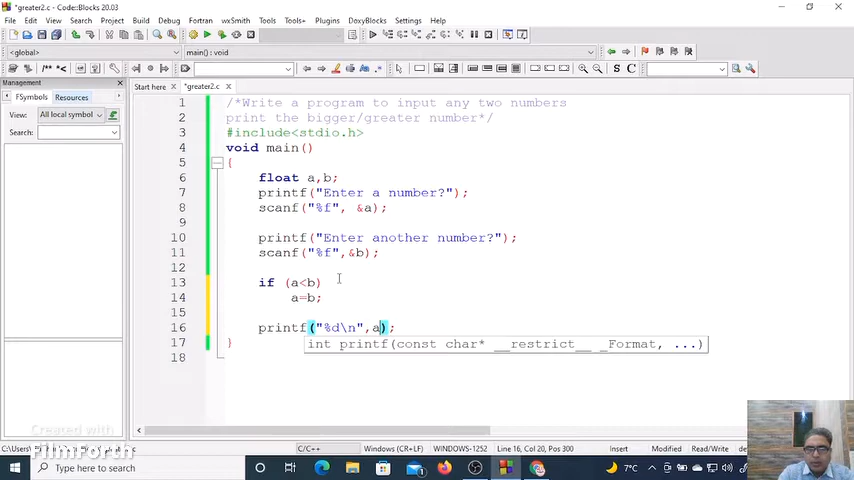 *greater2.c - Code::Blocks 20.03
File Edit View Search Project Build Debug Fortran wxSmith Tools Tools+ Plugins DoxyBlocks Settings Help
<global> main() : void
Management
Start here *greater2.c
FSymbols Resources
View: All local symbol
Search:
1 /*Write a program to input any two numbers
2 print the bigger/greater number*/
3 #include<stdio.h>
4 void main()
5 {
6 float a,b;
7 printf("Enter a number?");
8 scanf("%f", &a);
9
10 printf("Enter another number?");
11 scanf("%f",&b);
12
13 if (a<b)
14 a=b;
15
16 printf("%d\n",a);
17 }
int printf(const char* __restrict__ _Format, ...)
18
Created with
FilmForth
C/C++ Windows (CR+LF) WINDOWS-1252 Line 16, Col 20, Pos 300 Insert Modified Read/Write
Type here to search
7°C